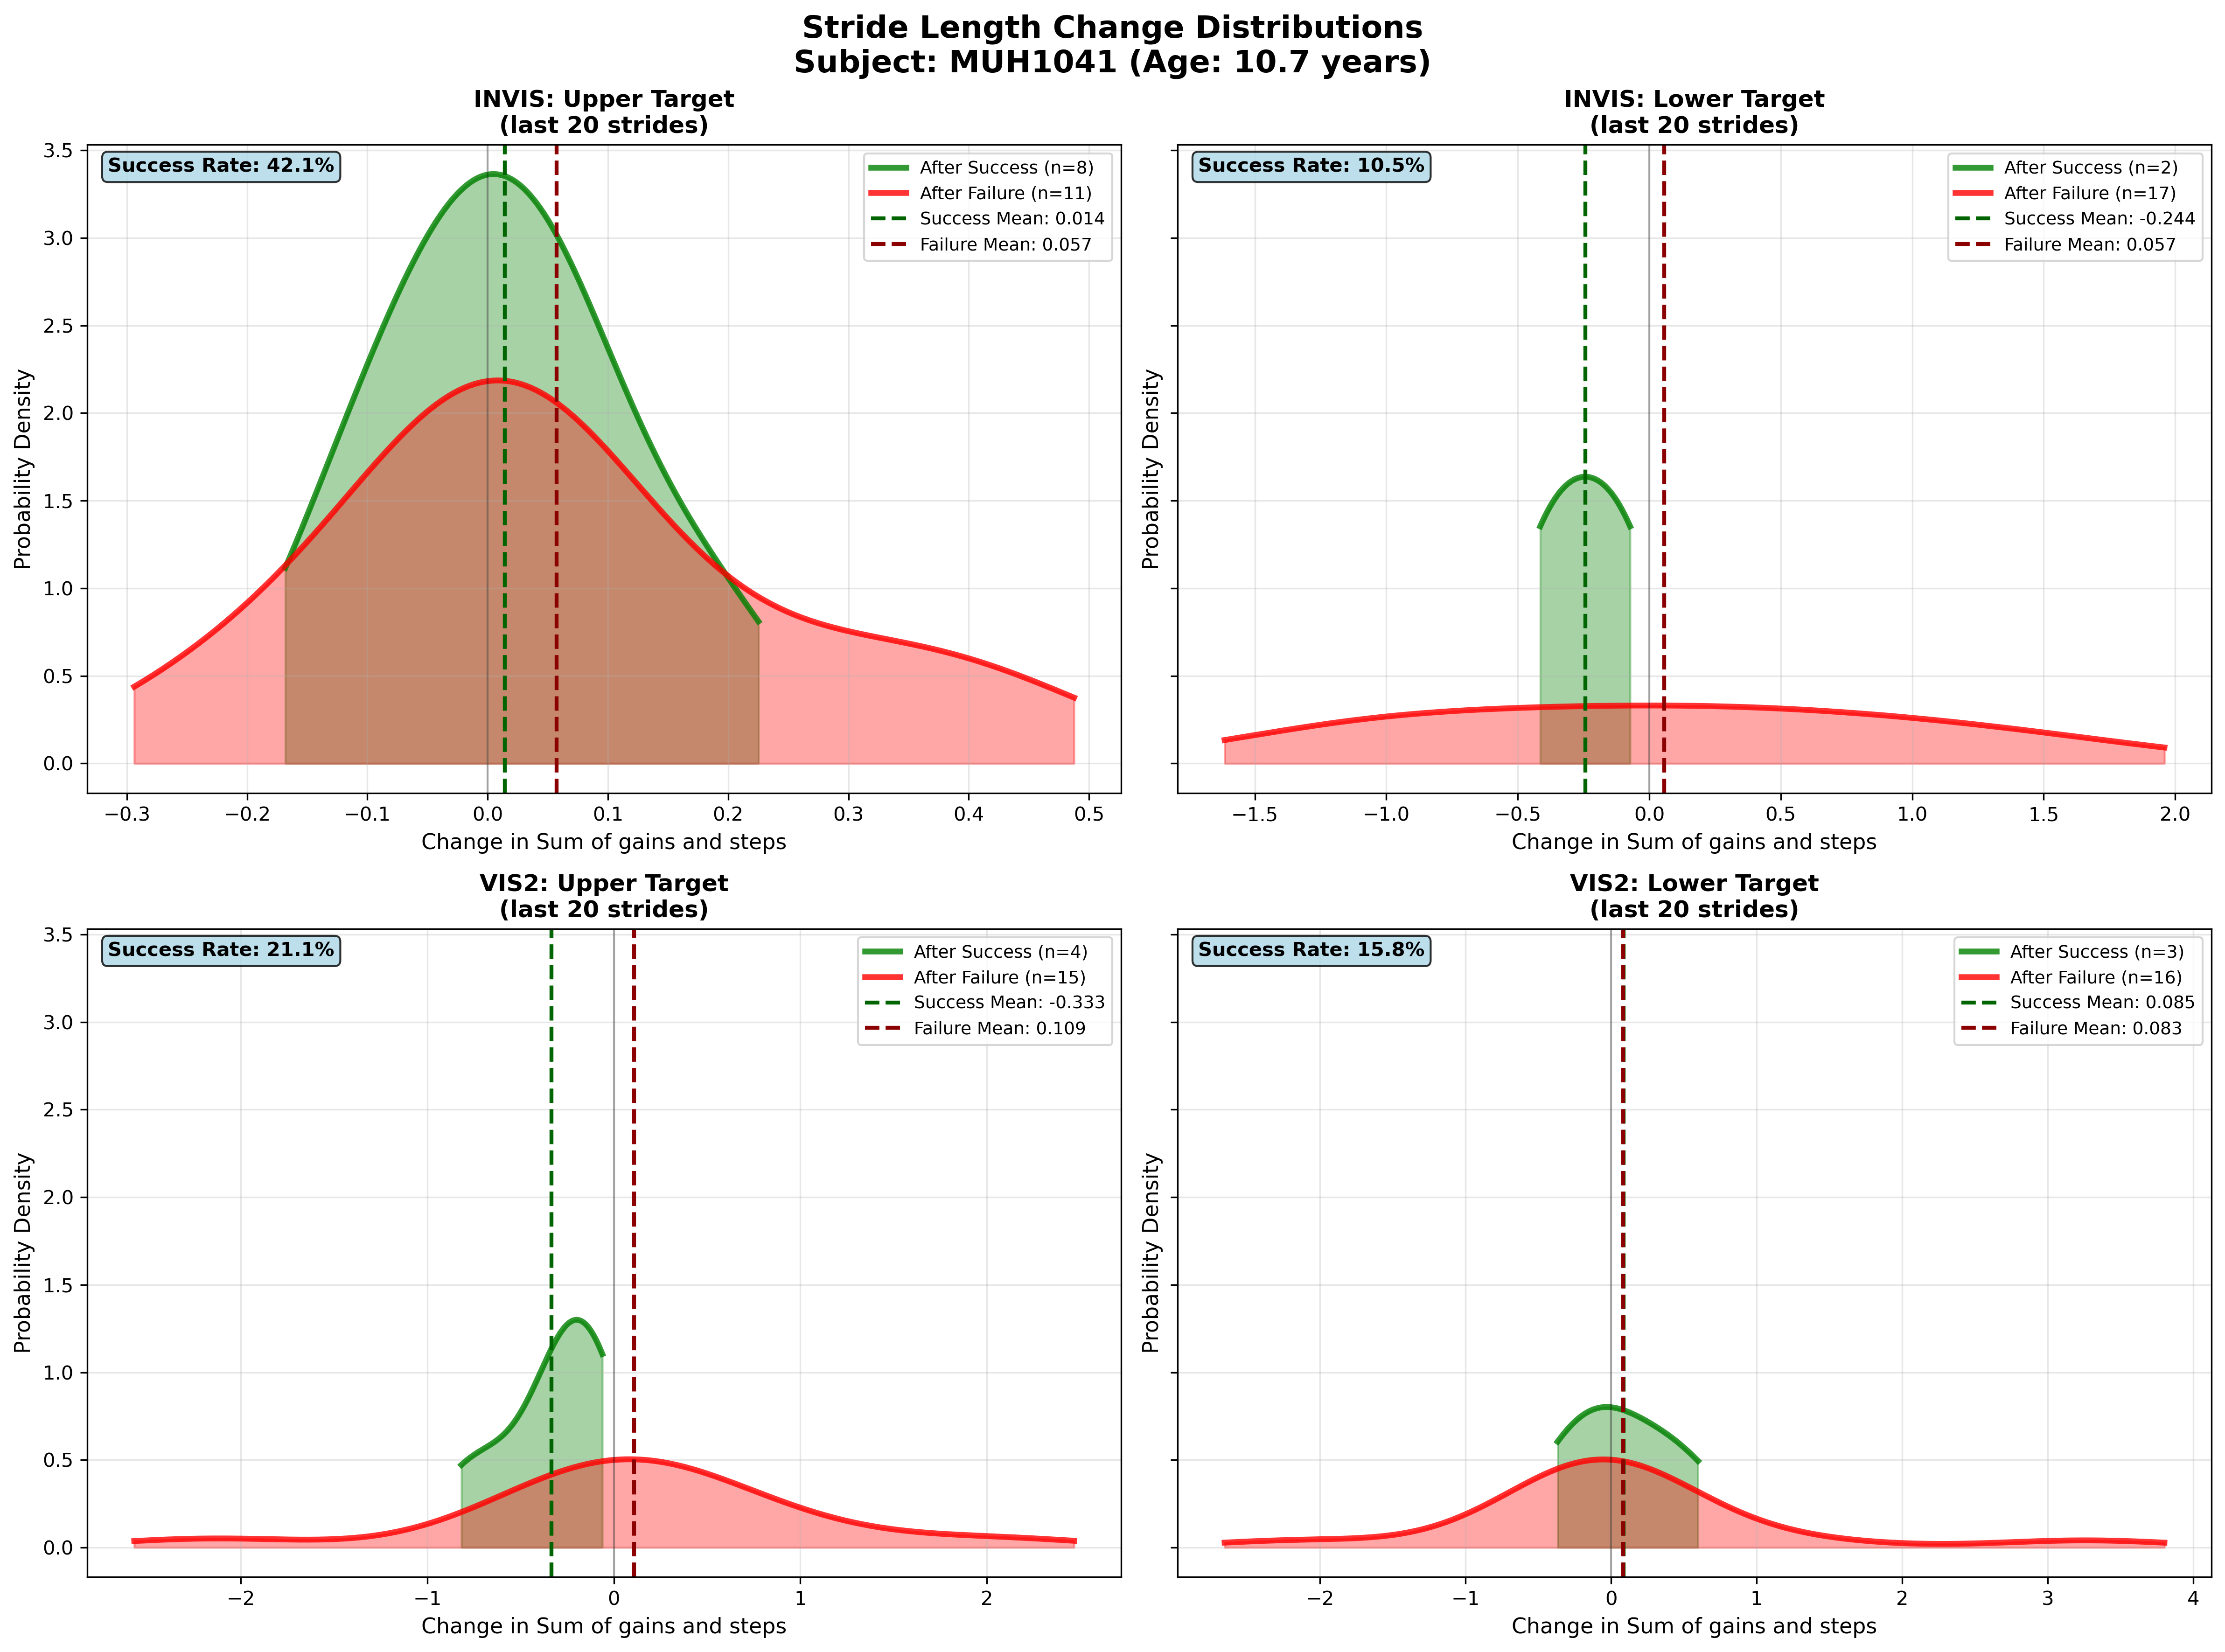 Stride Length Change Distributions
Subject: MUH1041 (Age: 10.7 years)
INVIS: Upper Target
(last 20 strides)
Success Rate: 42.1%
After Success (n=8)
After Failure (n=11)
Success Mean: 0.014
Failure Mean: 0.057
Probability Density
3.5
3.0
2.5
2.0
1.5
1.0
0.5
0.0
−0.3 −0.2 −0.1 0.0 0.1 0.2 0.3 0.4 0.5
Change in Sum of gains and steps
INVIS: Lower Target
(last 20 strides)
Success Rate: 10.5%
After Success (n=2)
After Failure (n=17)
Success Mean: -0.244
Failure Mean: 0.057
Probability Density
−1.5 −1.0 −0.5 0.0 0.5 1.0 1.5 2.0
Change in Sum of gains and steps
VIS2: Upper Target
(last 20 strides)
Success Rate: 21.1%
After Success (n=4)
After Failure (n=15)
Success Mean: -0.333
Failure Mean: 0.109
Probability Density
3.5
3.0
2.5
2.0
1.5
1.0
0.5
0.0
−2 −1 0 1 2
Change in Sum of gains and steps
VIS2: Lower Target
(last 20 strides)
Success Rate: 15.8%
After Success (n=3)
After Failure (n=16)
Success Mean: 0.085
Failure Mean: 0.083
Probability Density
−2 −1 0 1 2 3 4
Change in Sum of gains and steps